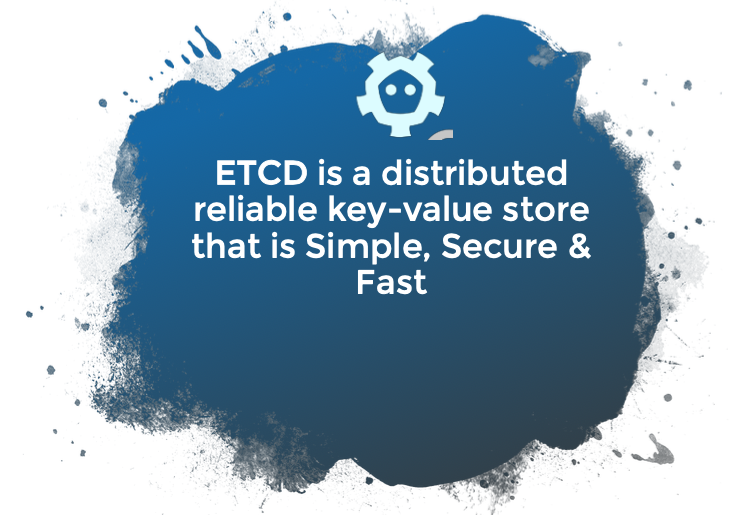 ETCD is a distributed
reliable key-value store
that is Simple, Secure &
Fast